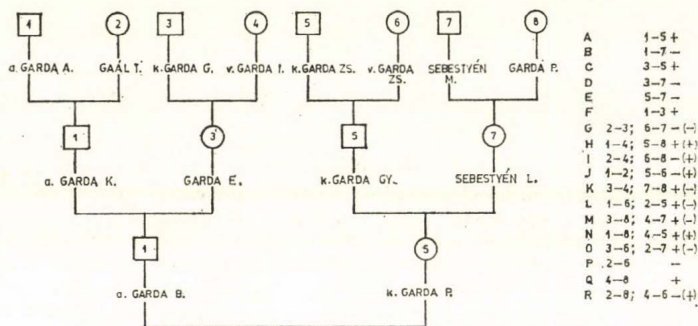 1 2 3 4 5 6 7 8
a. GARDA A. GAÁL T. k. GARDA G. v. GARDA I. k. GARDA ZS. v. GARDA ZS. SEBESTYÉN M. GARDA P.
1 3 5 7
a. GARDA K. GARDA E. k. GARDA GY. SEBESTYÉN L.
1 5
a. GARDA B. k. GARDA P.
A 1-5 +
B 1-7 -
C 3-5 +
D 3-7 -
E 5-7 -
F 1-3 +
G 2-3; 6-7 - (-)
H 1-4; 5-8 + (+)
I 2-4; 6-8 - (+)
J 1-2; 5-6 - (+)
K 3-4; 7-8 + (-)
L 1-6; 2-5 + (-)
M 3-8; 4-7 + (-)
N 1-8; 4-5 + (+)
O 3-6; 2-7 + (-)
P 2-6 -
Q 4-8 +
R 2-8; 4-6 - (+)